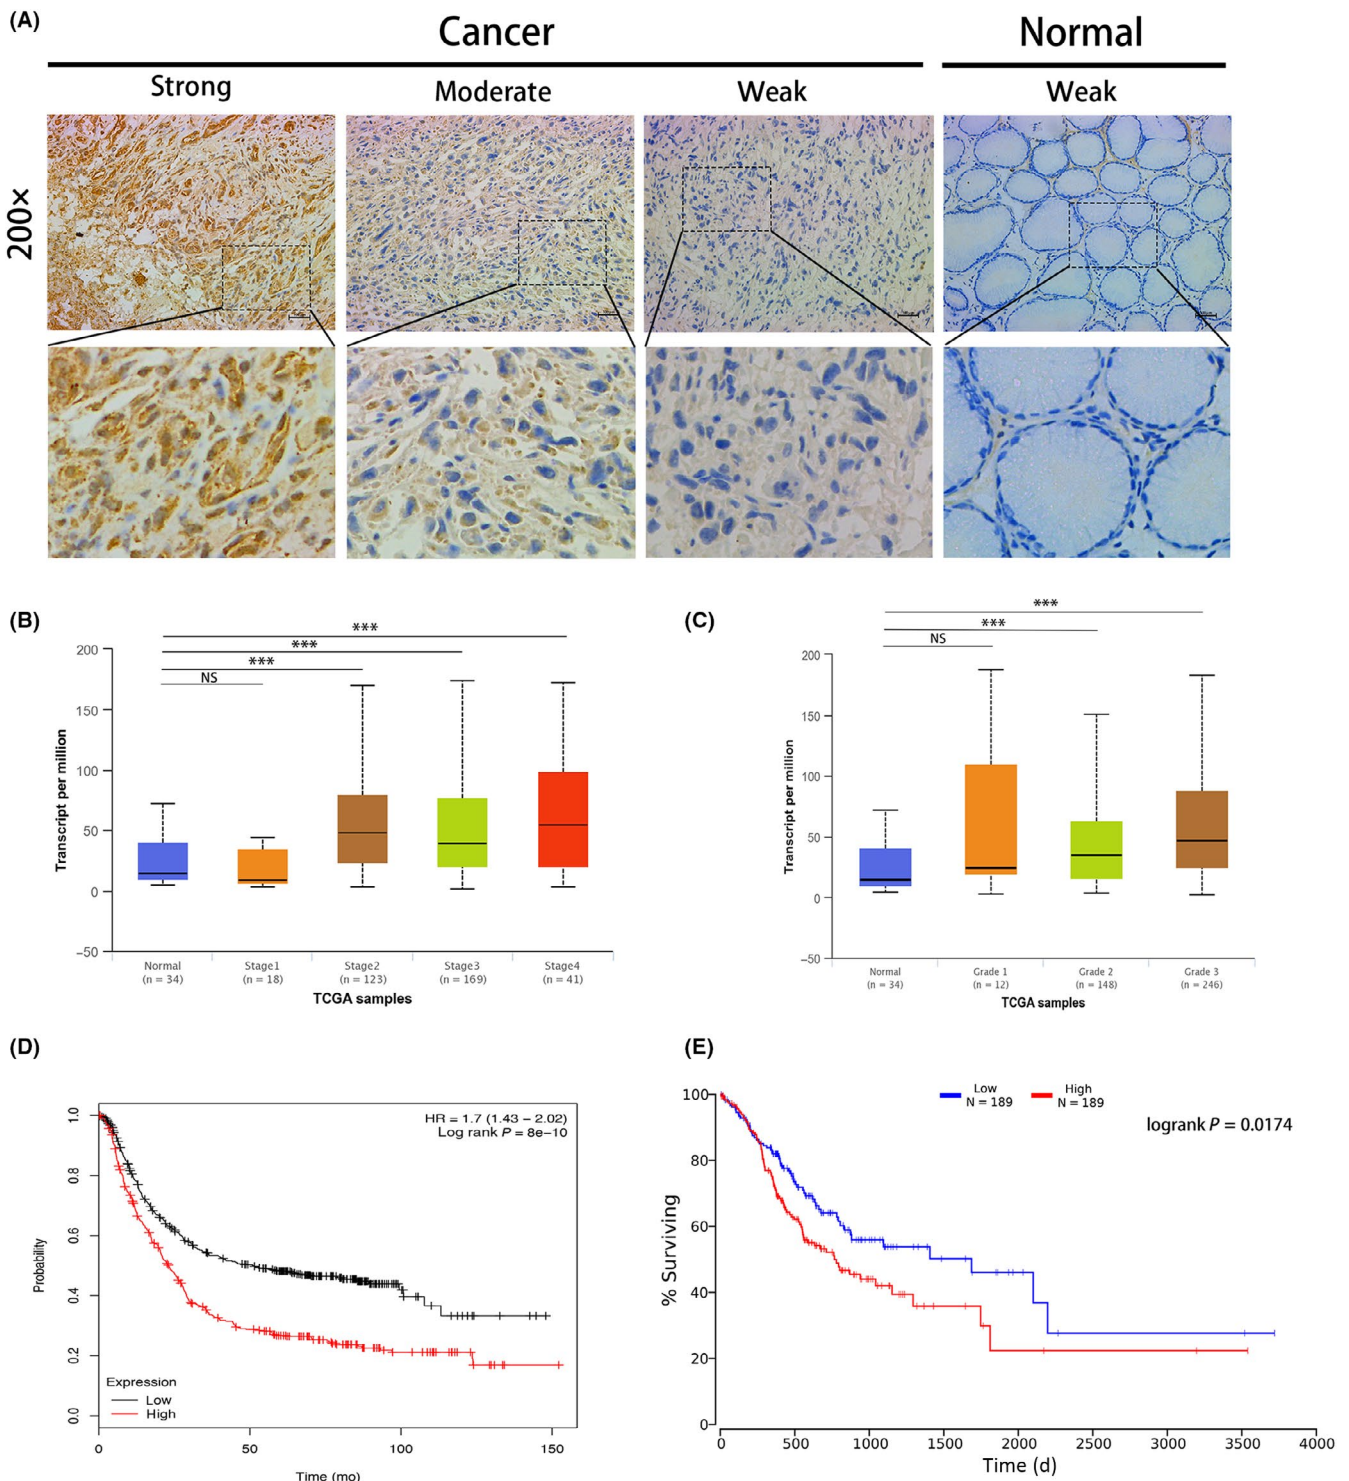 (A)
Cancer
Normal
Strong
Moderate
Weak
Weak
200×
(B)
***
***
***
NS
200
150
100
50
0
−50
Transcript per million
Normal
(n = 34)
Stage1
(n = 18)
Stage2
(n = 123)
Stage3
(n = 169)
Stage4
(n = 41)
TCGA samples
(C)
***
***
NS
200
150
100
50
0
−50
Transcript per million
Normal
(n = 34)
Grade 1
(n = 12)
Grade 2
(n = 148)
Grade 3
(n = 246)
TCGA samples
(D)
HR = 1.7 (1.43 − 2.02)
Log rank P = 8e−10
1.0
0.8
0.6
0.4
0.2
0.0
Probability
Expression
Low
High
0
50
100
150
Time (mo)
(E)
Low
N = 189
High
N = 189
logrank P = 0.0174
100
80
60
40
20
0
% Surviving
0
500
1000
1500
2000
2500
3000
3500
4000
Time (d)